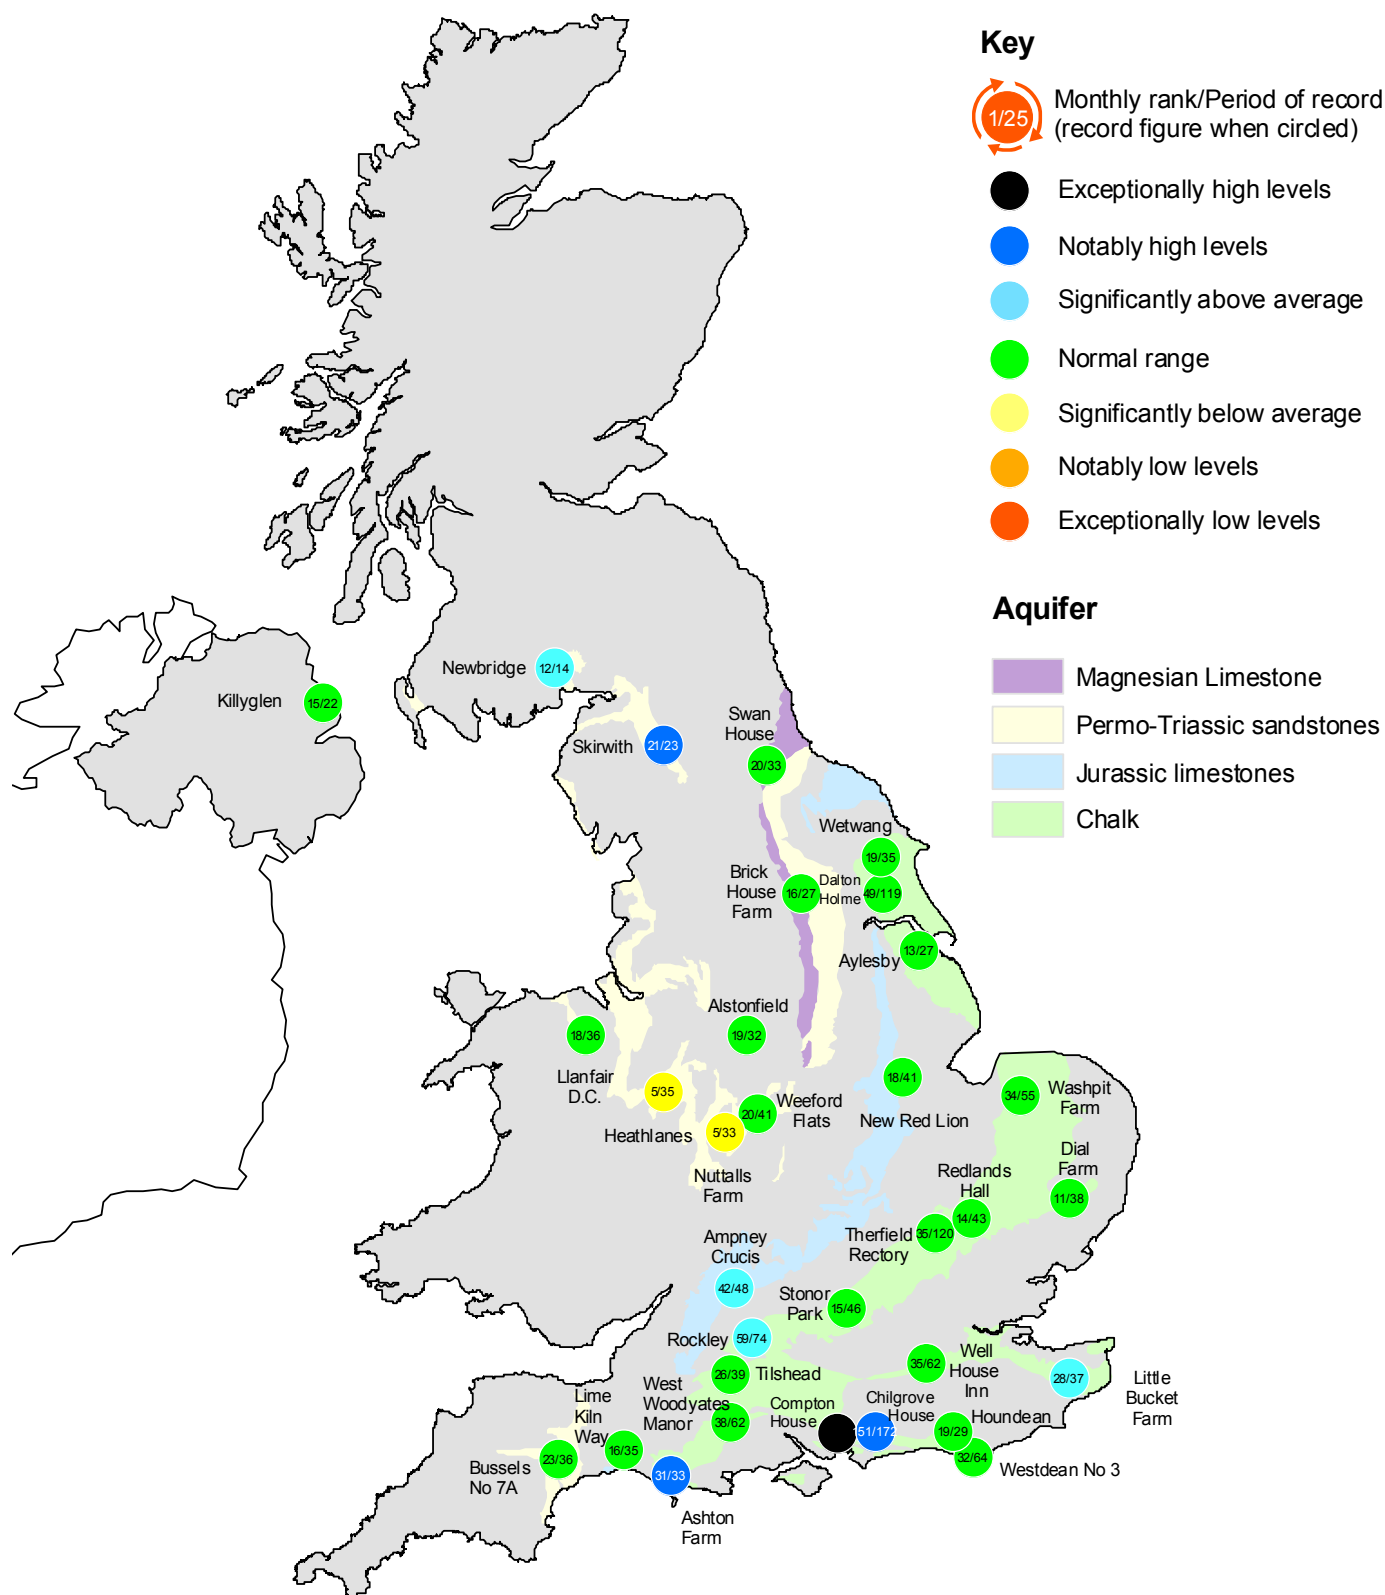 Key
1/25
Monthly rank/Period of record
(record figure when circled)
Exceptionally high levels
Notably high levels
Significantly above average
Normal range
Significantly below average
Notably low levels
Exceptionally low levels
Aquifer
Magnesian Limestone
Permo-Triassic sandstones
Jurassic limestones
Chalk
Newbridge
12/14
Killyglen
15/22
Skirwith
21/23
Swan
House
20/33
Wetwang
19/35
Brick
House
Farm
16/27
Dalton
Holme
49/119
Aylesby
13/27
Alstonfield
19/32
18/36
Llanfair
D.C.
5/35
Heathlanes
20/41
Weeford
Flats
5/33
Nuttalls
Farm
18/41
New Red Lion
34/55
Washpit
Farm
Dial
Farm
11/38
Redlands
Hall
14/43
Therfield
Rectory
35/120
Ampney
Crucis
42/48
Stonor
Park
15/46
Rockley
59/74
26/39
Tilshead
35/62
Well
House
Inn
28/37
Little
Bucket
Farm
West
Woodyates
Manor
38/62
Compton
House
Chilgrove
House
51/172
Houndean
19/29
32/64
Westdean No 3
Lime
Kiln
Way
16/35
Bussels
No 7A
23/36
31/33
Ashton
Farm